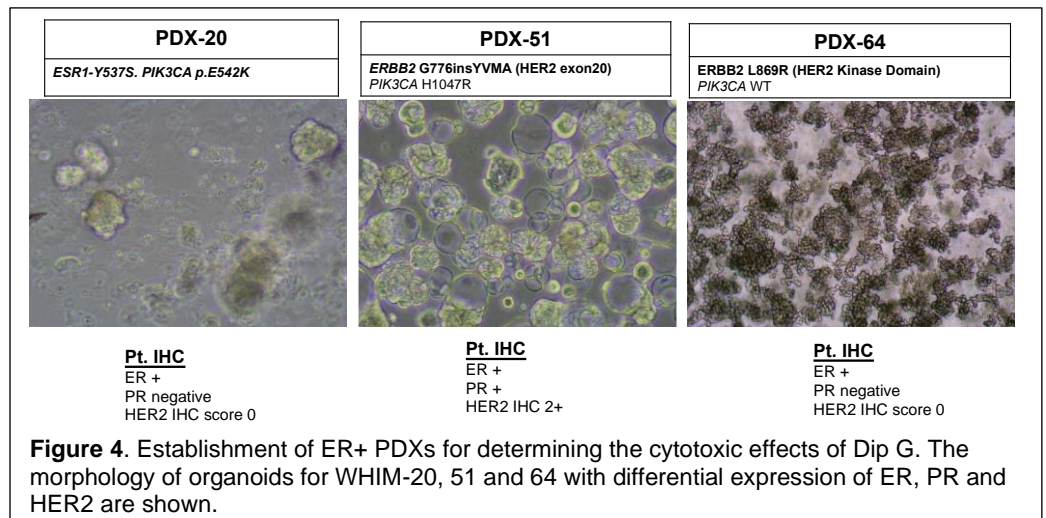 PDX-20
ESR1-Y537S. PIK3CA p.E542K
Pt. IHC
ER +
PR negative
HER2 IHC score 0
PDX-51
ERBB2 G776insYVMA (HER2 exon20)
PIK3CA H1047R
Pt. IHC
ER +
PR +
HER2 IHC 2+
PDX-64
ERBB2 L869R (HER2 Kinase Domain)
PIK3CA WT
Pt. IHC
ER +
PR negative
HER2 IHC score 0
Figure 4. Establishment of ER+ PDXs for determining the cytotoxic effects of Dip G. The
morphology of organoids for WHIM-20, 51 and 64 with differential expression of ER, PR and
HER2 are shown.